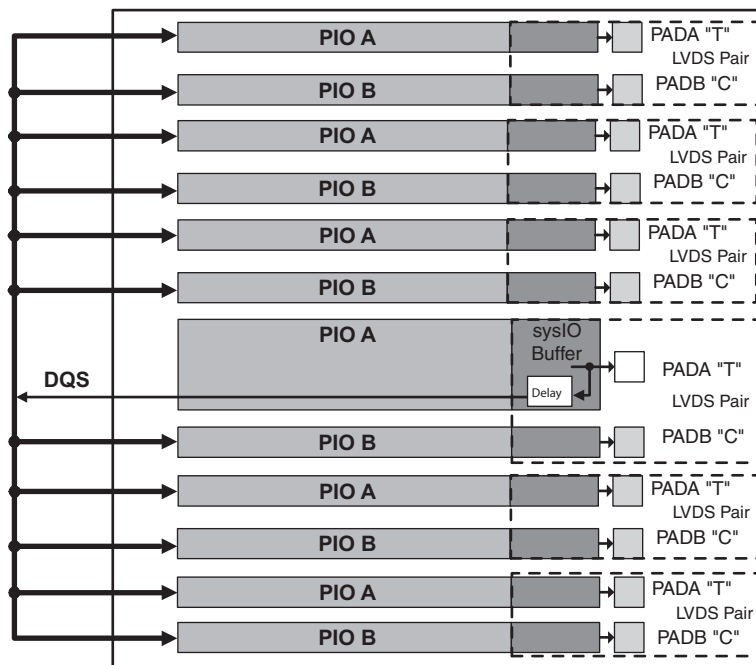 PIO A
PADA "T"
LVDS Pair
PIO B
PADB "C"
PIO A
PADA "T"
LVDS Pair
PIO B
PADB "C"
PIO A
PADA "T"
LVDS Pair
PIO B
PADB "C"
PIO A
sysIO
Buffer
PADA "T"
DQS
Delay
LVDS Pair
PIO B
PADB "C"
PIO A
PADA "T"
LVDS Pair
PIO B
PADB "C"
PIO A
PADA "T"
LVDS Pair
PIO B
PADB "C"